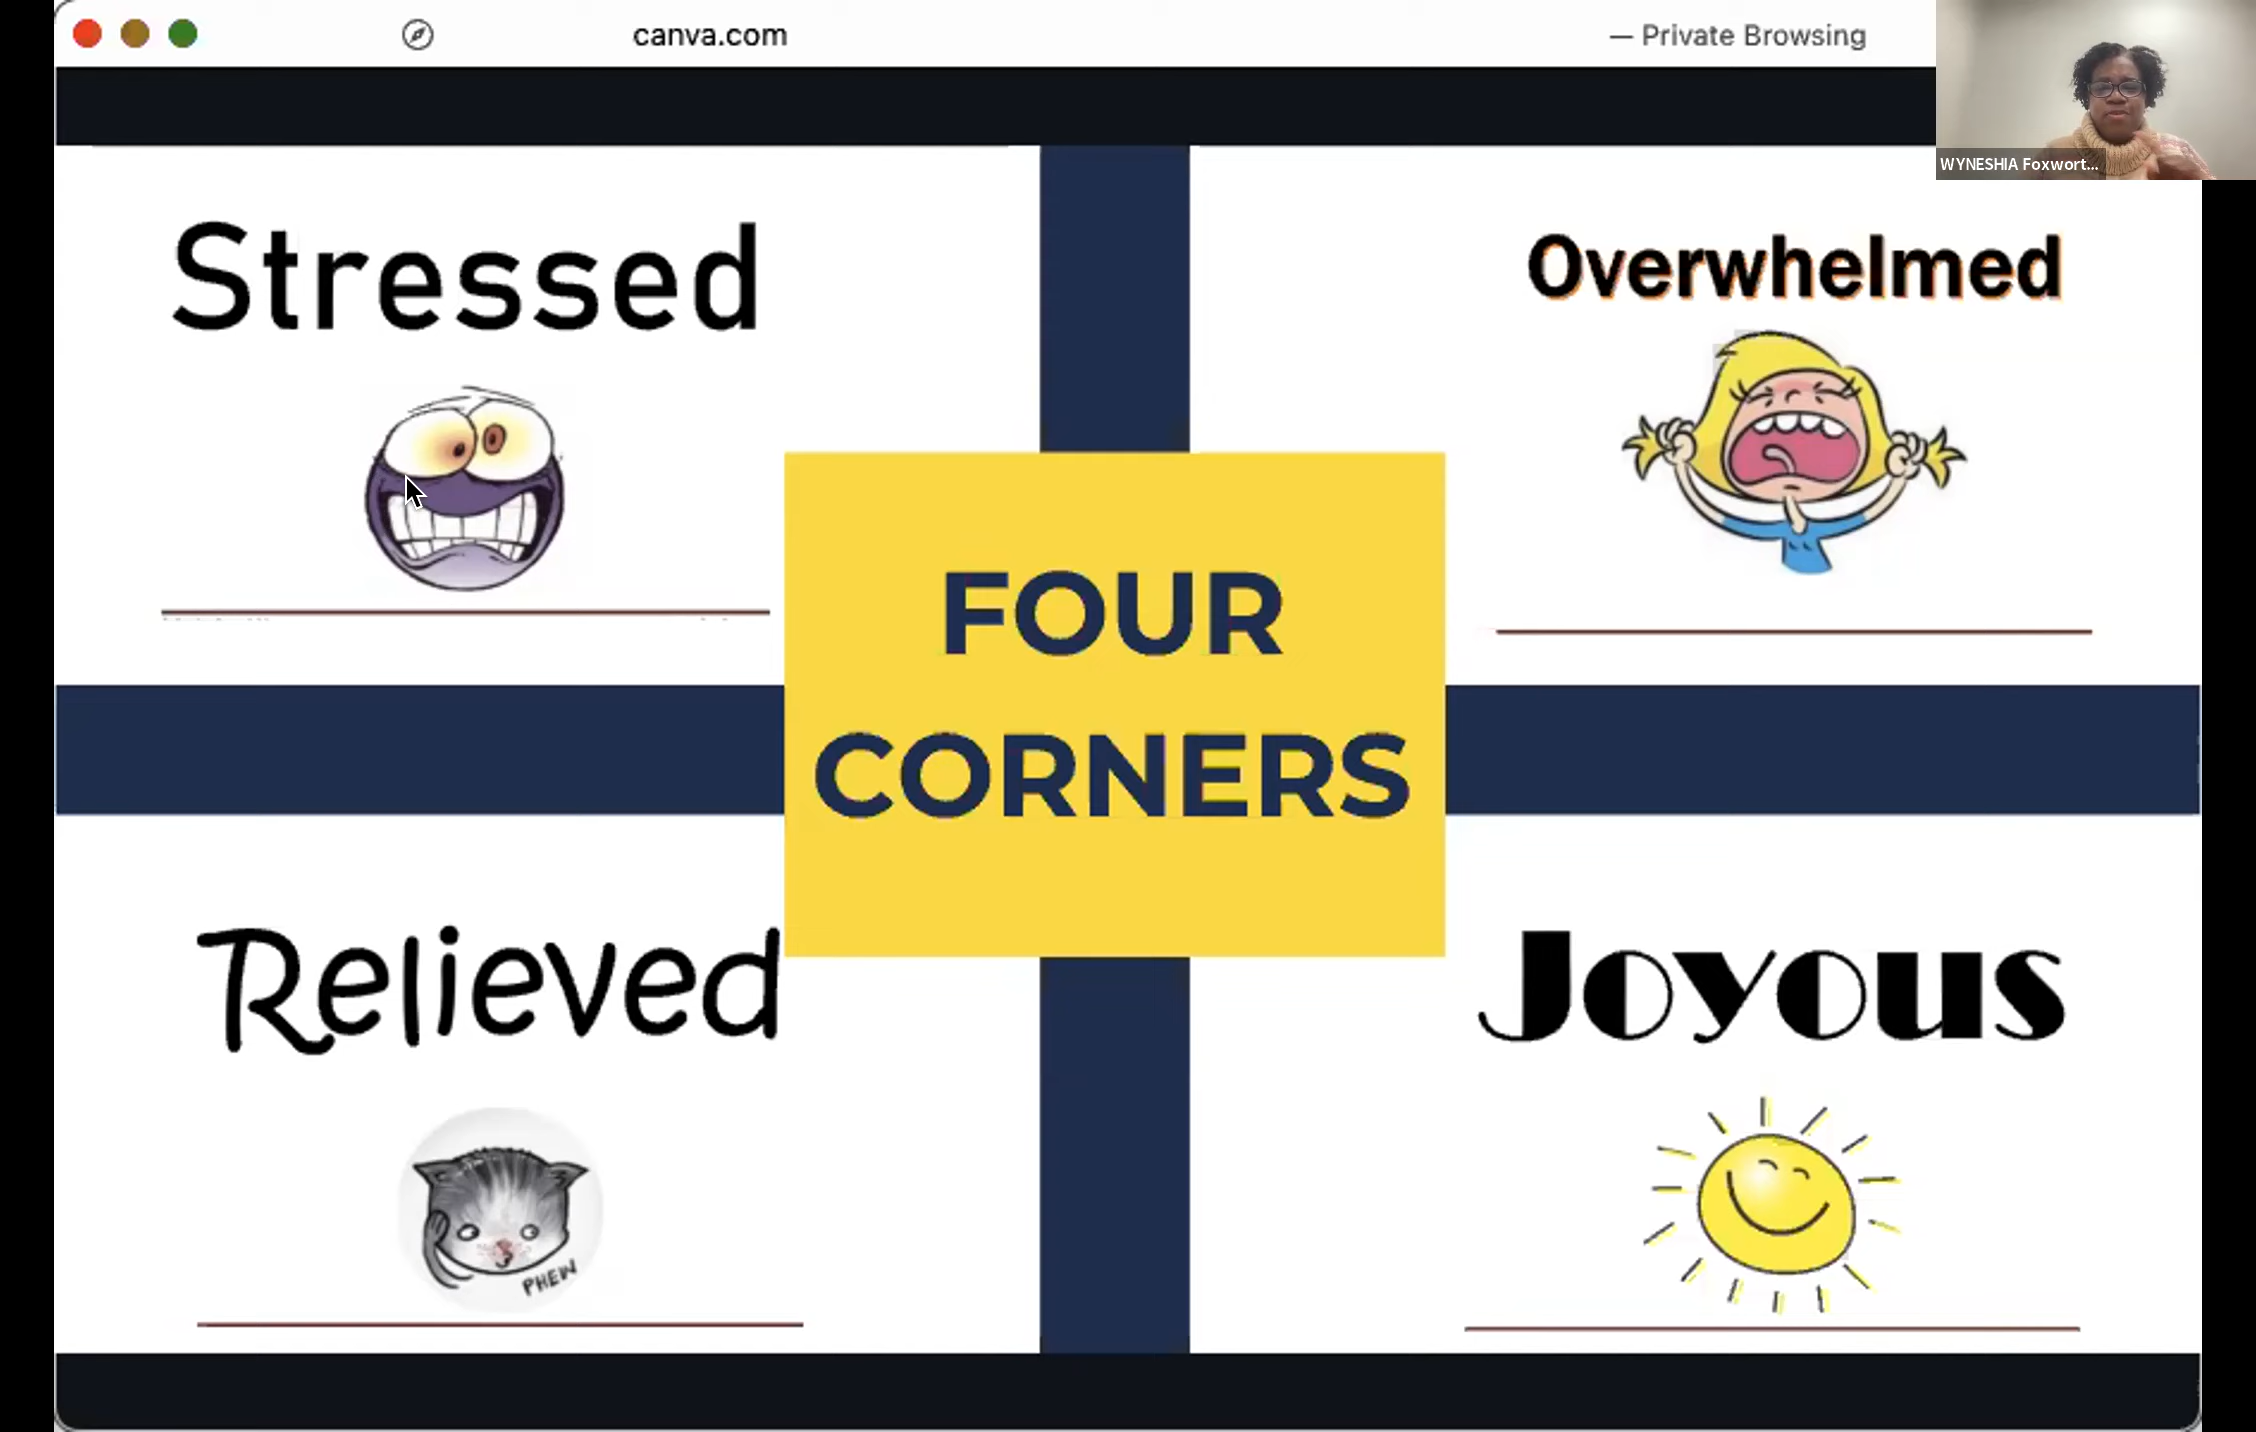 canva.com
— Private Browsing
WYNESHIA Foxwort...
Stressed
Overwhelmed
FOUR
CORNERS
Relieved
Joyous
PHEW